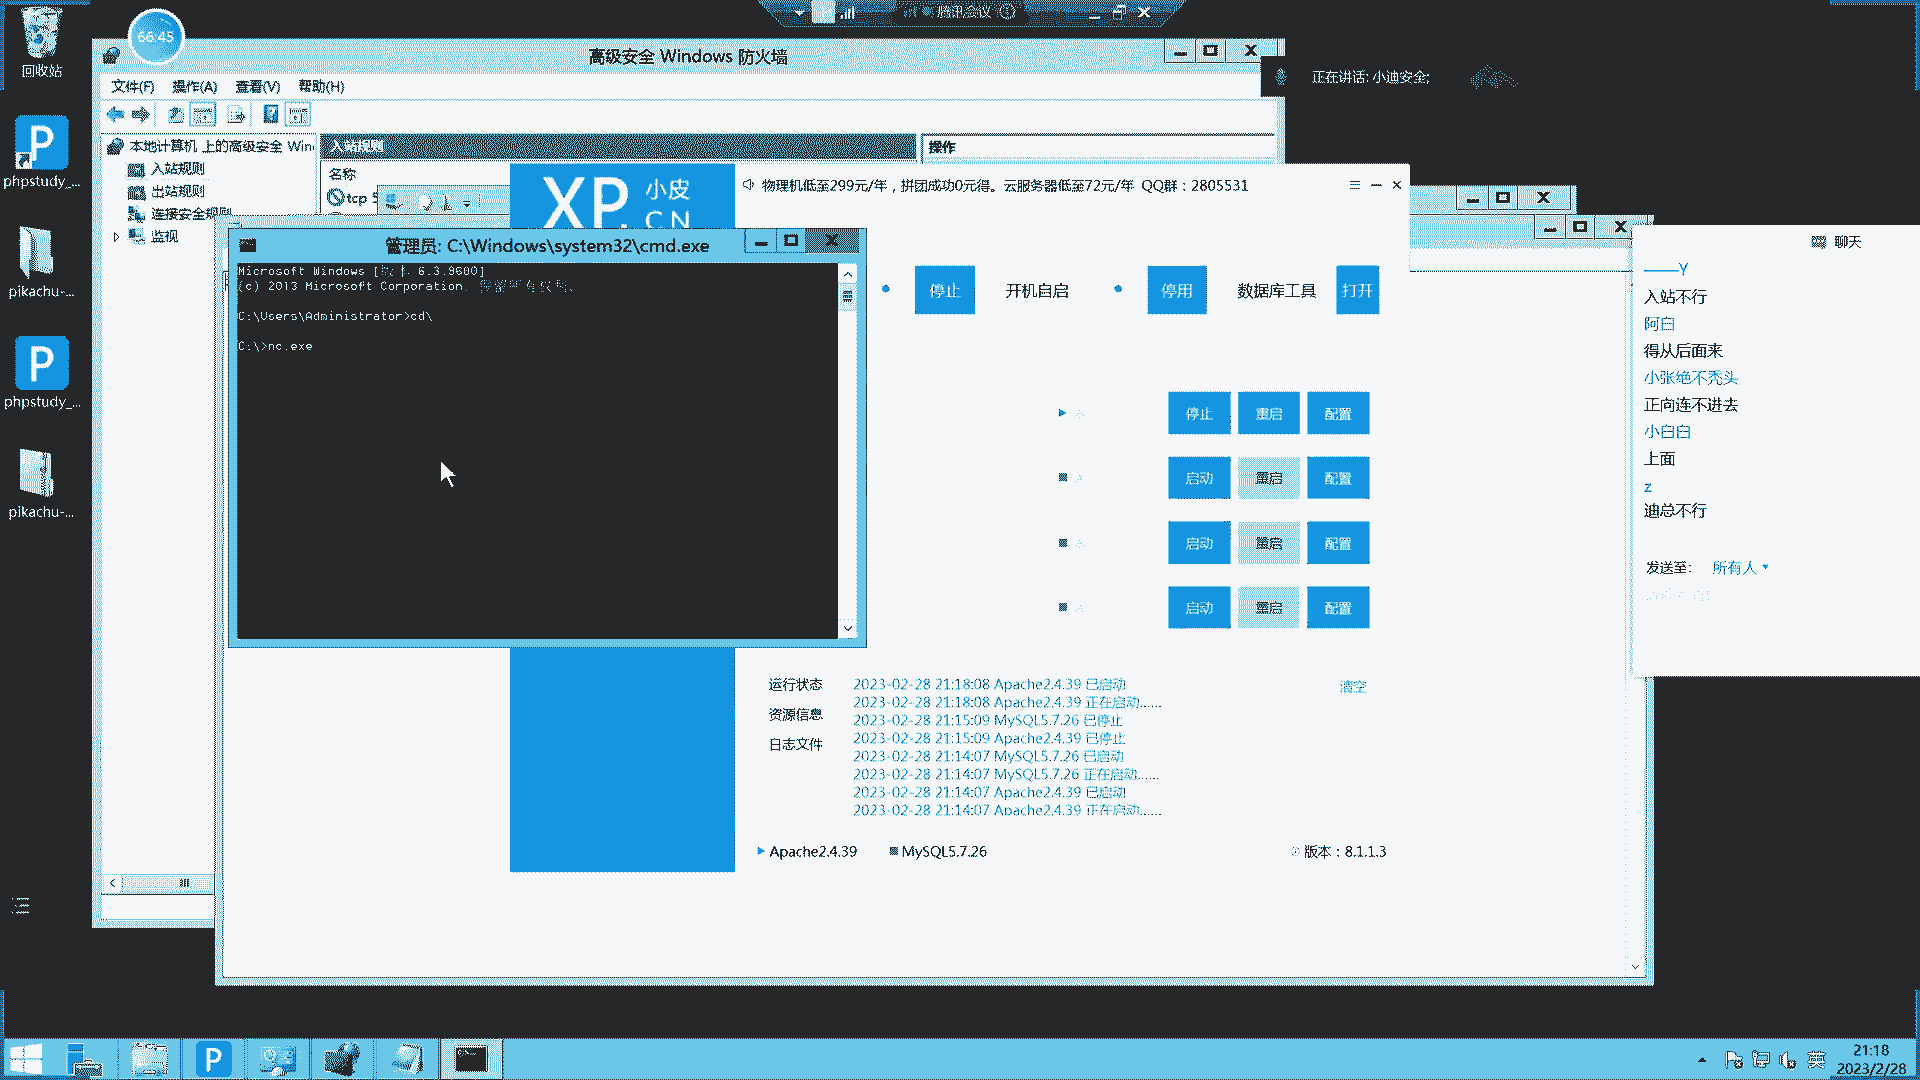 回收站
66:45
腾讯会议
高级安全 Windows 防火墙
正在讲话: 小迪安全;
文件(F) 操作(A) 查看(V) 帮助(H)
本地计算机 上的高级安全 Win
入站规则
操作
入站规则
名称
出站规则
tcp 5
连接安全规则
监视
phpstudy_...
XP.CN 小皮
物理机低至299元/年，拼团成功0元得。云服务器低至72元/年 QQ群：2805531
管理员: C:\Windows\system32\cmd.exe
Microsoft Windows [ 6.3.9600]
(c) 2013 Microsoft Corporation
C:\Users\Administrator>cd\
C:\>nc.exe
停止
开机自启
停用
数据库工具
打开
停止 重启 配置
启动 重启 配置
启动 重启 配置
启动 重启 配置
pikachu-...
phpstudy_...
pikachu-...
聊天
——Y
入站不行
阿白
得从后面来
小张绝不秃头
正向连不进去
小白白
上面
z
迪总不行
发送至: 所有人
运行状态
资源信息
日志文件
清空
2023-02-28 21:18:08 Apache2.4.39 已启动
2023-02-28 21:18:08 Apache2.4.39 正在启动......
2023-02-28 21:15:09 MySQL5.7.26 已停止
2023-02-28 21:15:09 Apache2.4.39 已停止
2023-02-28 21:14:07 MySQL5.7.26 已启动
2023-02-28 21:14:07 MySQL5.7.26 正在启动......
2023-02-28 21:14:07 Apache2.4.39 已启动
2023-02-28 21:14:07 Apache2.4.39 正在启动......
Apache2.4.39
MySQL5.7.26
版本：8.1.1.3
英
21:18
2023/2/28